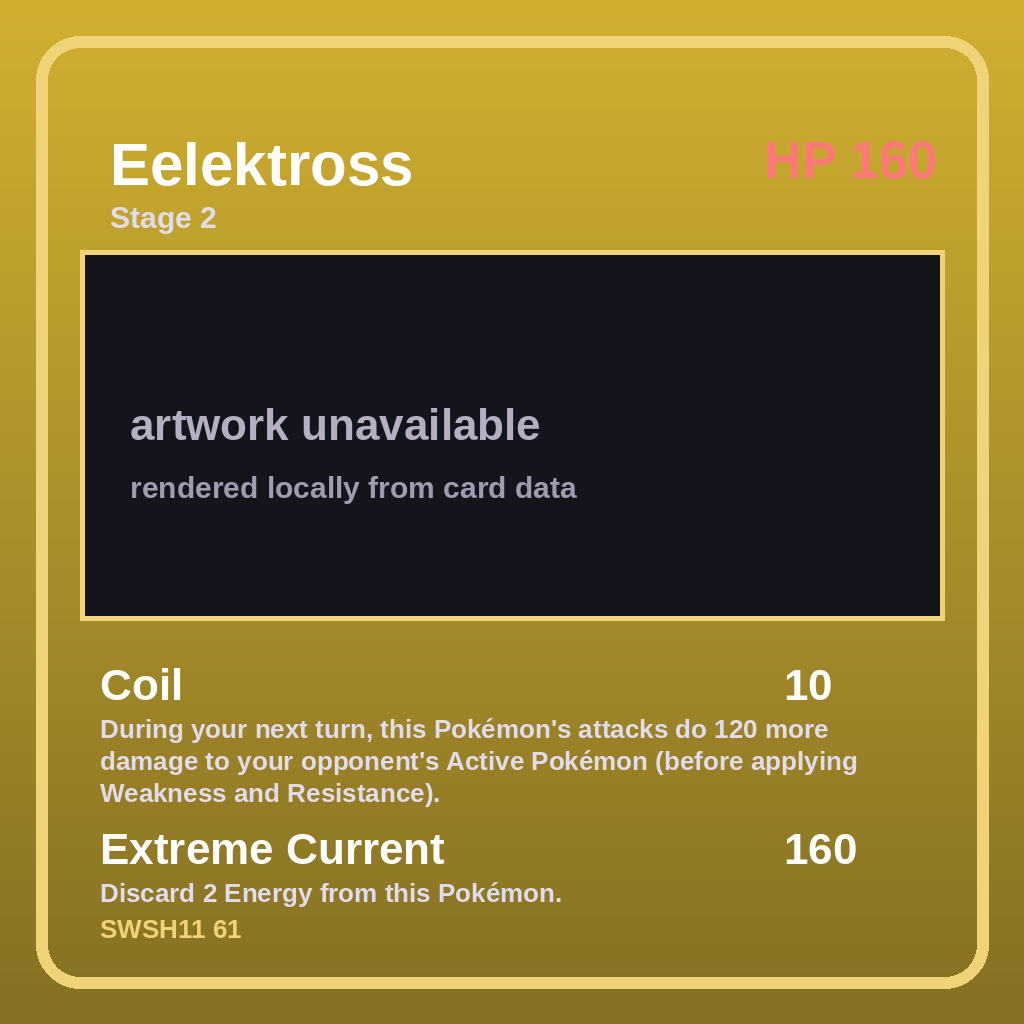 Eelektross
HP 160
Stage 2
artwork unavailable
rendered locally from card data
Coil 10
During your next turn, this Pokémon's attacks do 120 more
damage to your opponent's Active Pokémon (before applying
Weakness and Resistance).
Extreme Current 160
Discard 2 Energy from this Pokémon.
SWSH11 61